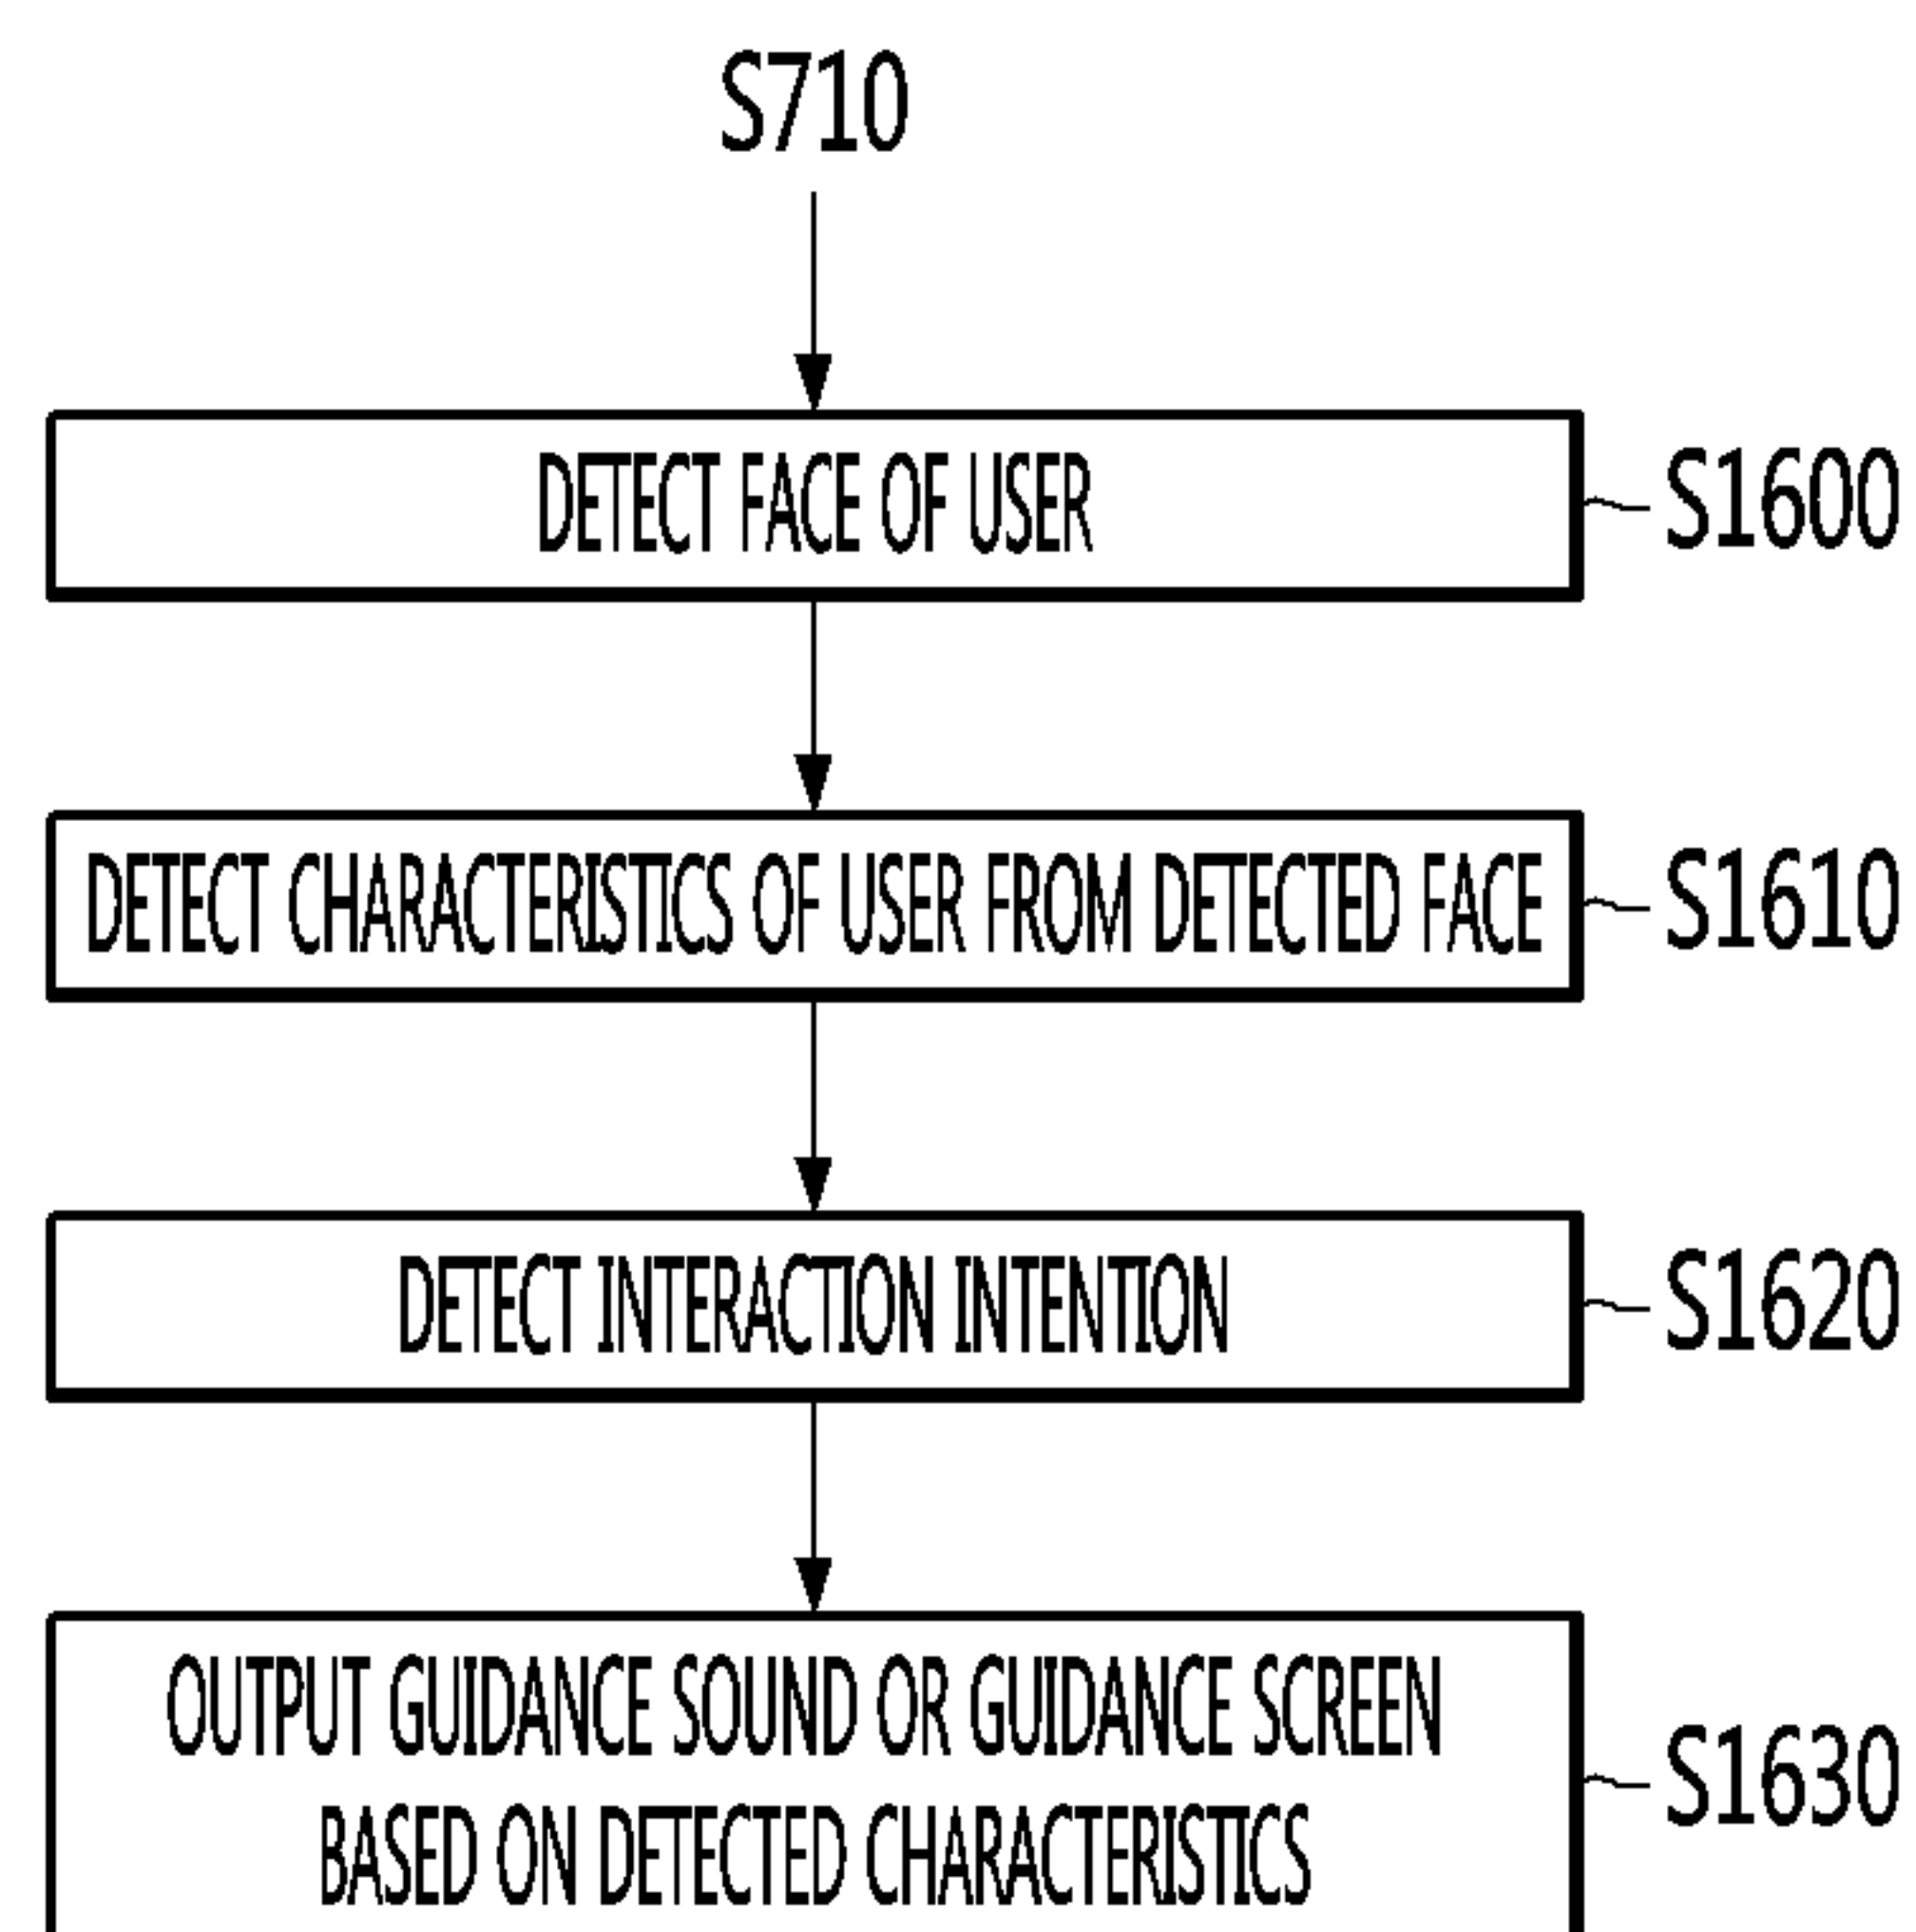 S710
DETECT FACE OF USER
S1600
DETECT CHARACTERISTICS OF USER FROM DETECTED FACE
S1610
DETECT INTERACTION INTENTION
S1620
OUTPUT GUIDANCE SOUND OR GUIDANCE SCREEN
BASED ON DETECTED CHARACTERISTICS
S1630